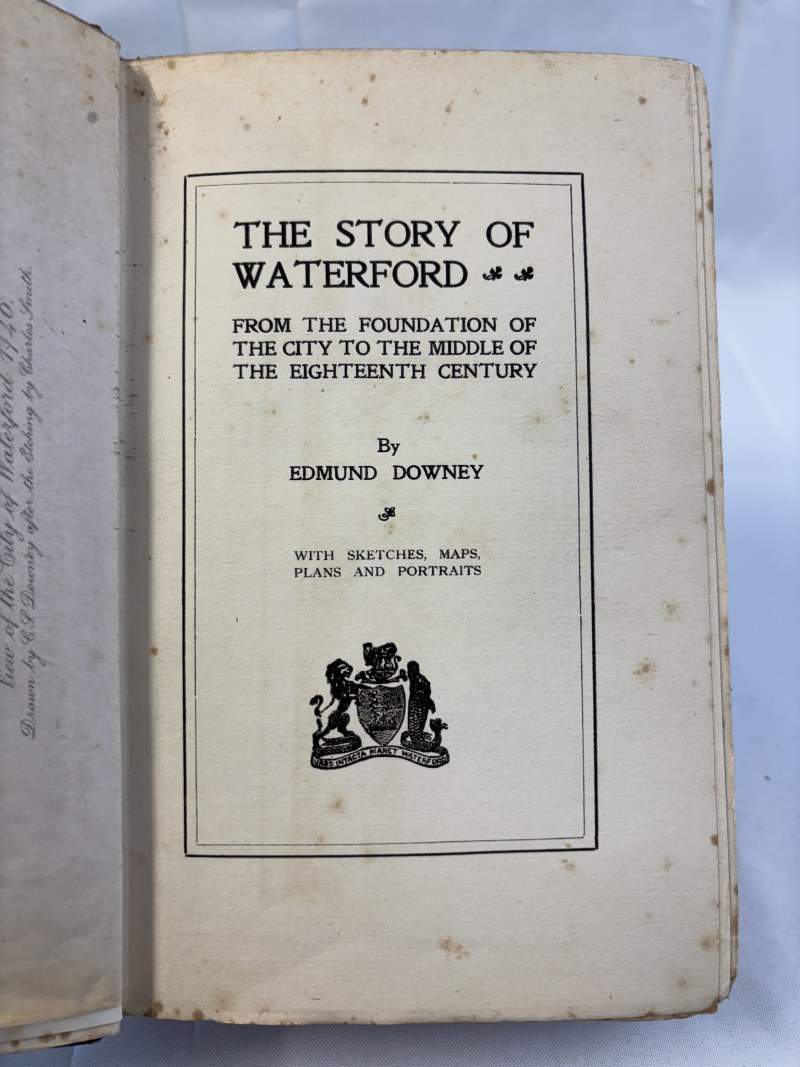 View of the City of Waterford 1740.
Drawn by C. S. Downey after the Etching by Charles Smith.
THE STORY OF
WATERFORD
FROM THE FOUNDATION OF
THE CITY TO THE MIDDLE OF
THE EIGHTEENTH CENTURY
By
EDMUND DOWNEY
WITH SKETCHES, MAPS,
PLANS AND PORTRAITS
URBS INTACTA MANET WATERFORD